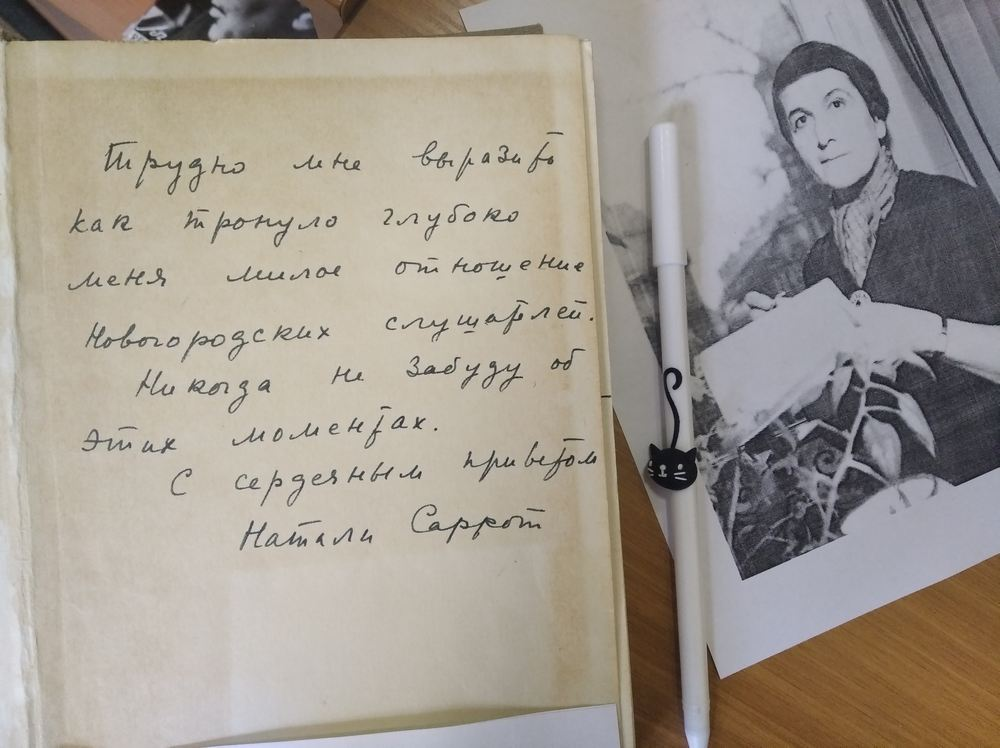 Трудно мне выразить
как тронуло глубоко
меня милое отношение
Новогородских слушателей.
Никогда не забуду об
этих моментах.
С сердечным приветом
Натали Саррот